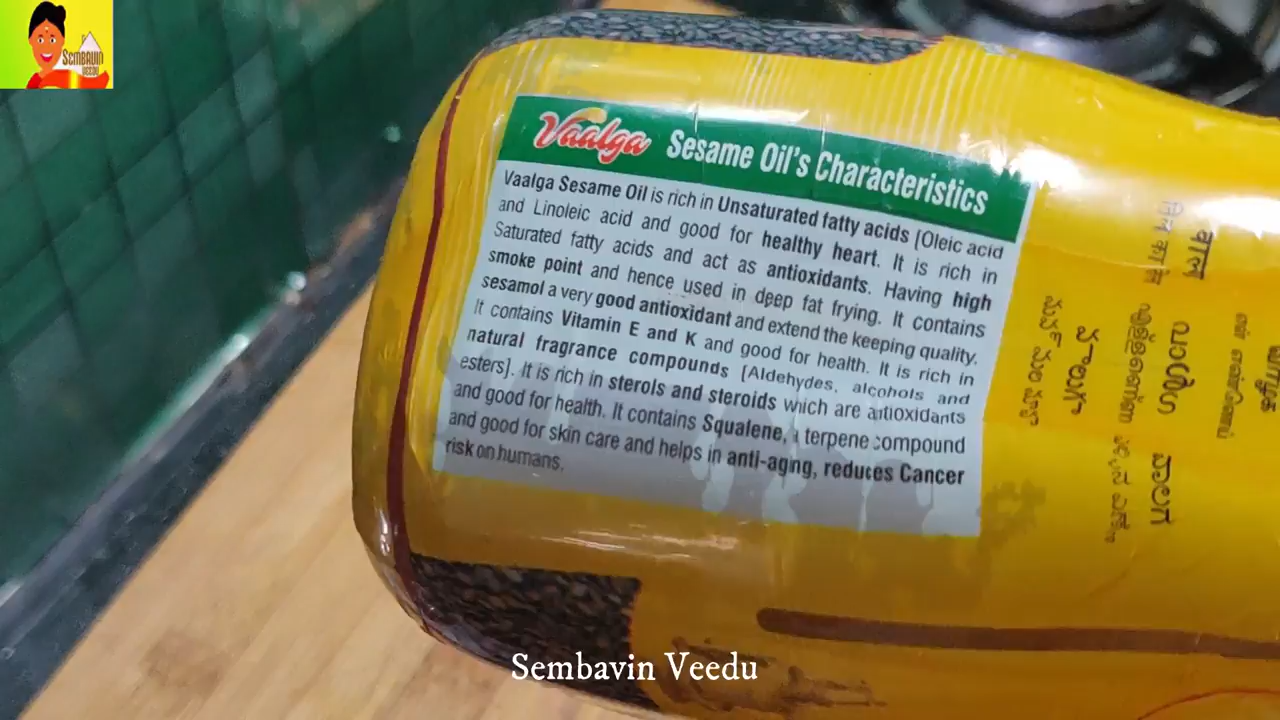 SEMBAVIN
VEEDU
Vaalga Sesame Oil's Characteristics
Vaalga Sesame Oil is rich in Unsaturated fatty acids [Oleic acid
and Linoleic acid and good for healthy heart. It is rich in
Saturated fatty acids and act as antioxidants. Having high
smoke point and hence used in deep fat frying. It contains
sesamol a very good antioxidant and extend the keeping quality.
It contains Vitamin E and K and good for health. It is rich in
natural fragrance compounds [Aldehydes, alcohols and
esters]. It is rich in sterols and steroids which are antioxidants
and good for health. It contains Squalene, a terpene compound
and good for skin care and helps in anti-aging, reduces Cancer
risk on humans.
वाल्
വാഴ്ഗ
Sembavin Veedu